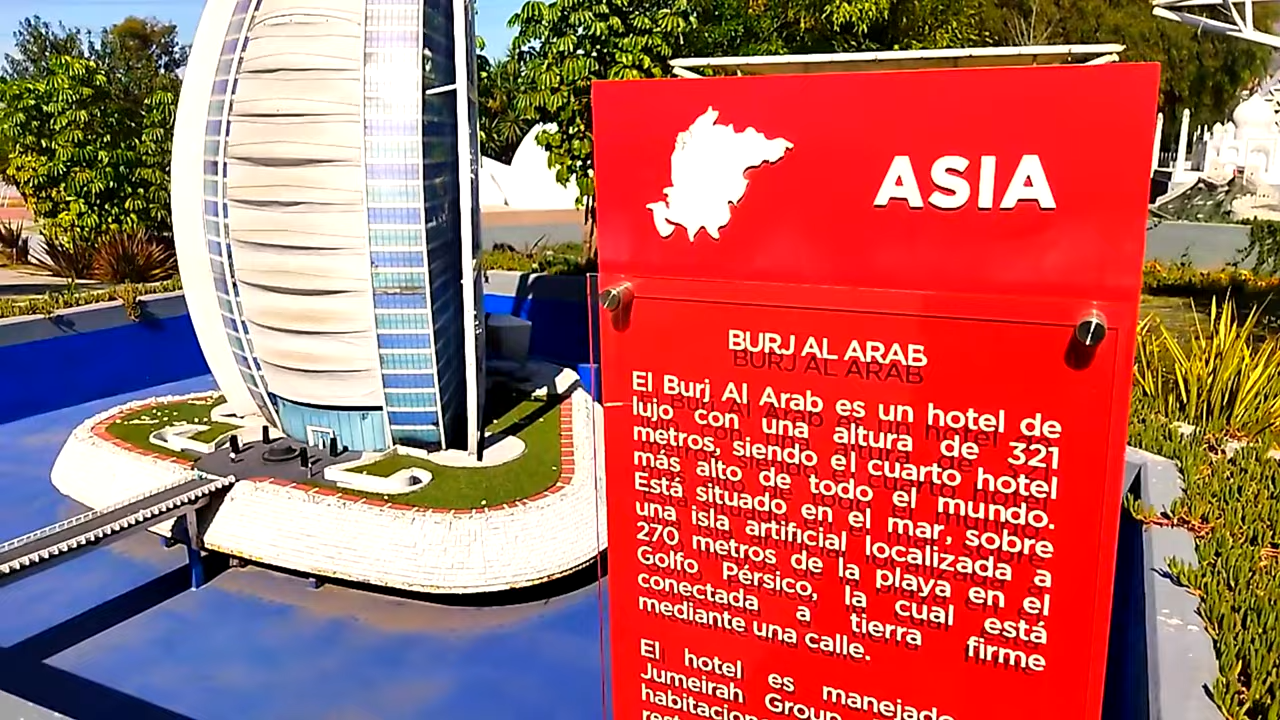 ASIA
BURJ AL ARAB
El Burj Al Arab es un hotel de
lujo con una altura de 321
metros, siendo el cuarto hotel
más alto de todo el mundo.
Está situado en el mar, sobre
una isla artificial localizada a
270 metros de la playa en el
Golfo Pérsico, la cual está
conectada a tierra firme
mediante una calle.
El hotel es manejado
Jumeirah Group